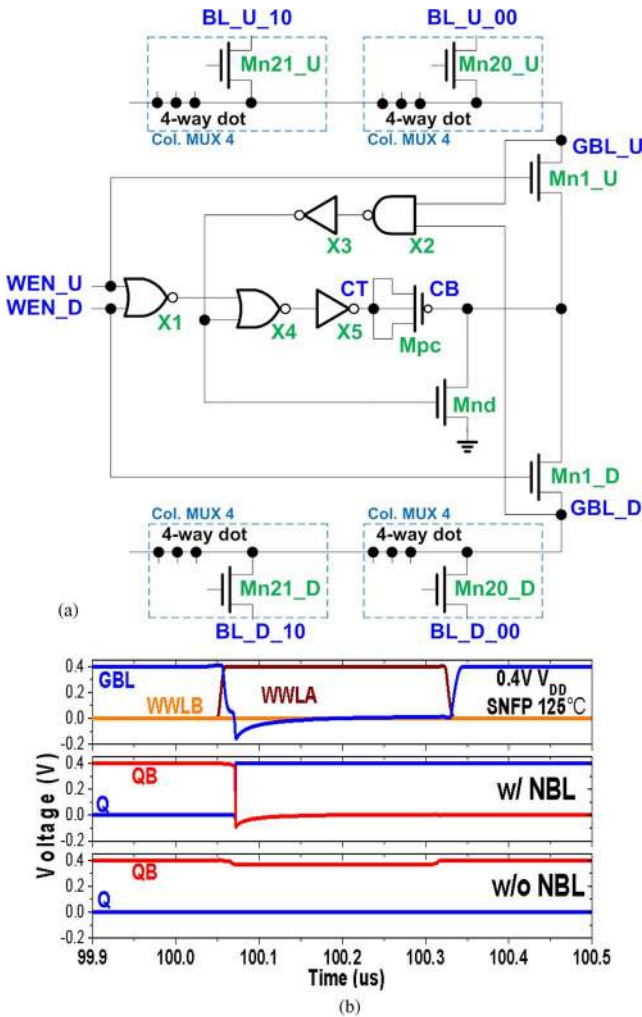 BL_U_10 BL_U_00
Mn21_U Mn20_U
4-way dot 4-way dot
Col. MUX 4 Col. MUX 4
GBL_U
Mn1_U
X3 X2
WEN_U
WEN_D
CT CB
X1 X4 X5 Mpc
Mnd
Mn1_D
Col. MUX 4 Col. MUX 4
GBL_D
4-way dot 4-way dot
Mn21_D Mn20_D
(a)
BL_D_10 BL_D_00
0.4
GBL WWLA 0.4V VDD
0.2
WWLB SNFP 125°C
0.0
-0.2
0.4
QB
0.2
Q w/ NBL
0.0
-0.2
0.4
QB
0.2
w/o NBL
Q
0.0
-0.2
Voltage (V)
99.9 100.0 100.1 100.2 100.3 100.4 100.5
Time (us)
(b)